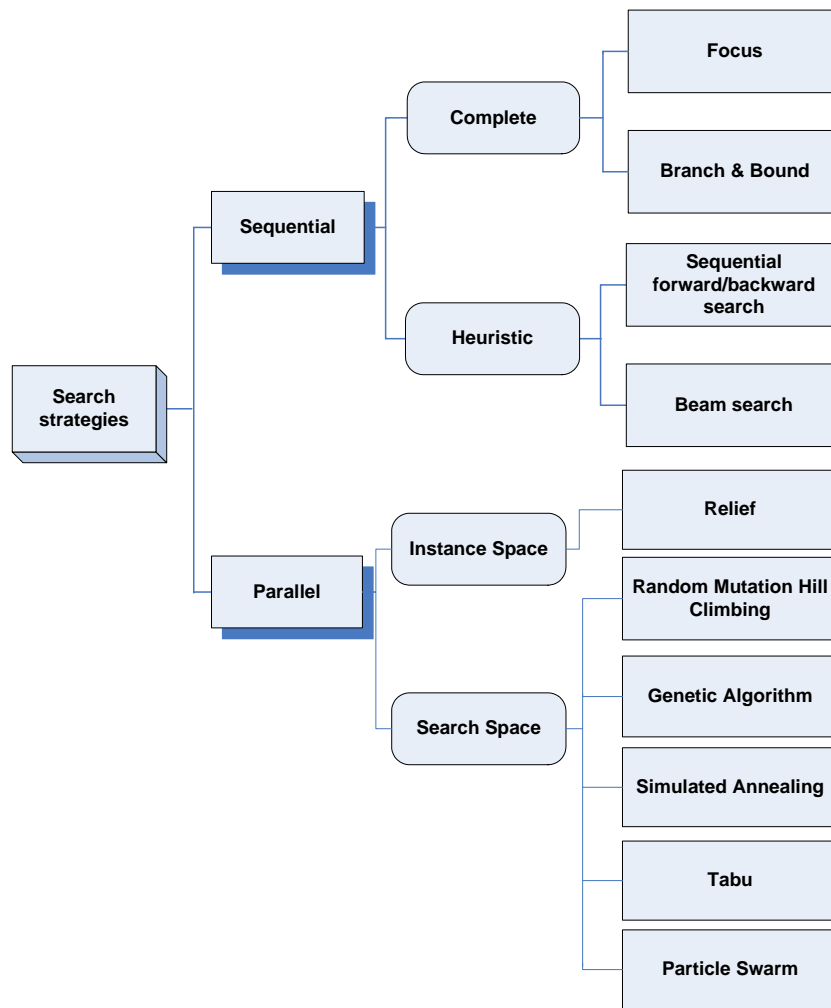 Search
strategies
Sequential
Complete
Focus
Branch & Bound
Heuristic
Sequential
forward/backward
search
Beam search
Parallel
Instance Space
Relief
Search Space
Random Mutation Hill
Climbing
Genetic Algorithm
Simulated Annealing
Tabu
Particle Swarm